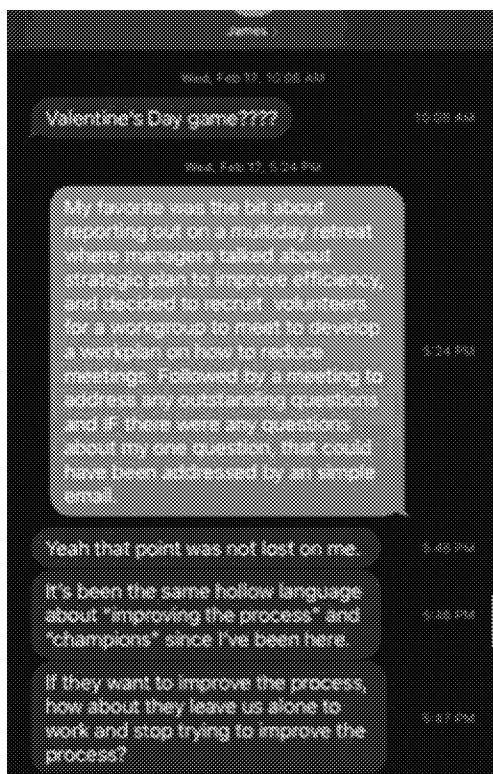 James
Wed, Feb 17, 10:08 AM
Valentine's Day game????
10:08 AM
Wed, Feb 17, 5:24 PM
My favorite was the bit about
reporting out on a multiday retreat
where managers talked about
strategic plan to improve efficiency,
and decided to recruit volunteers
for a workgroup to meet to develop
a workplan on how to reduce
meetings. Followed by a meeting to
address any outstanding questions
and IF there were any questions
about my one question, that could
have been addressed by an simple
email.
5:24 PM
Yeah that point was not lost on me.
5:46 PM
It's been the same hollow language
about "improving the process" and
"champions" since I've been here.
5:46 PM
If they want to improve the process,
how about they leave us alone to
work and stop trying to improve the
process?
5:47 PM